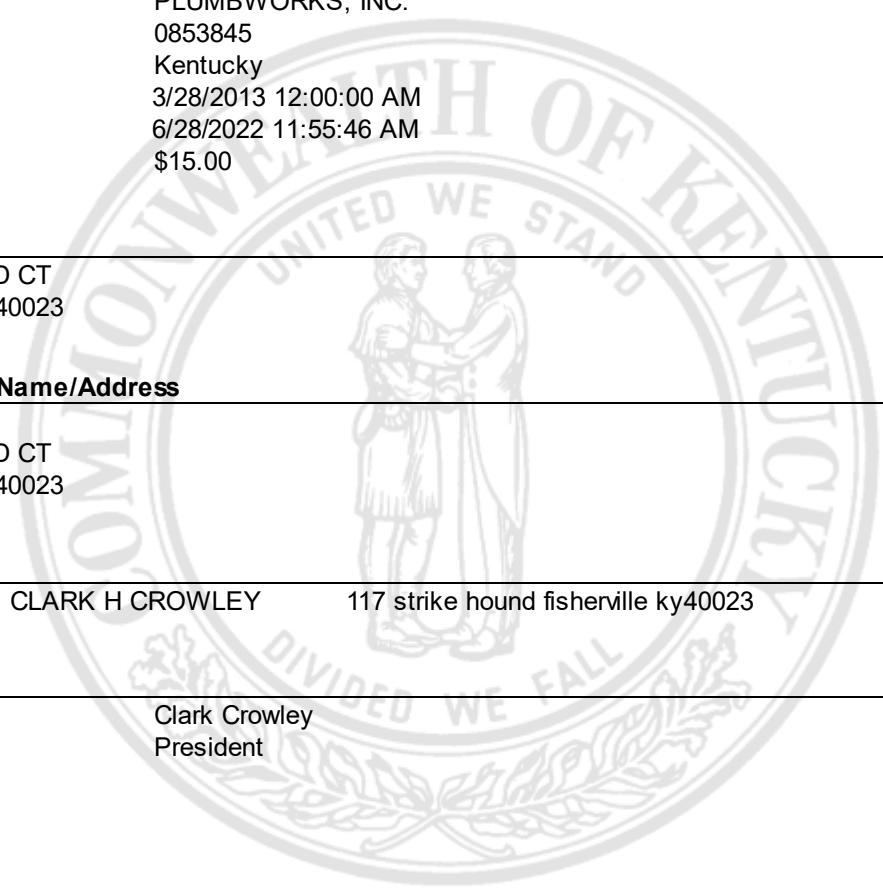 PLUMBWORKS, INC.
0853845
Kentucky
3/28/2013 12:00:00 AM
6/28/2022 11:55:46 AM
$15.00
D CT
40023
Name/Address
D CT
40023
CLARK H CROWLEY 117 strike hound fisherville ky40023
Clark Crowley
President
COMMONWEALTH OF KENTUCKY
UNITED WE STAND
DIVIDED WE FALL